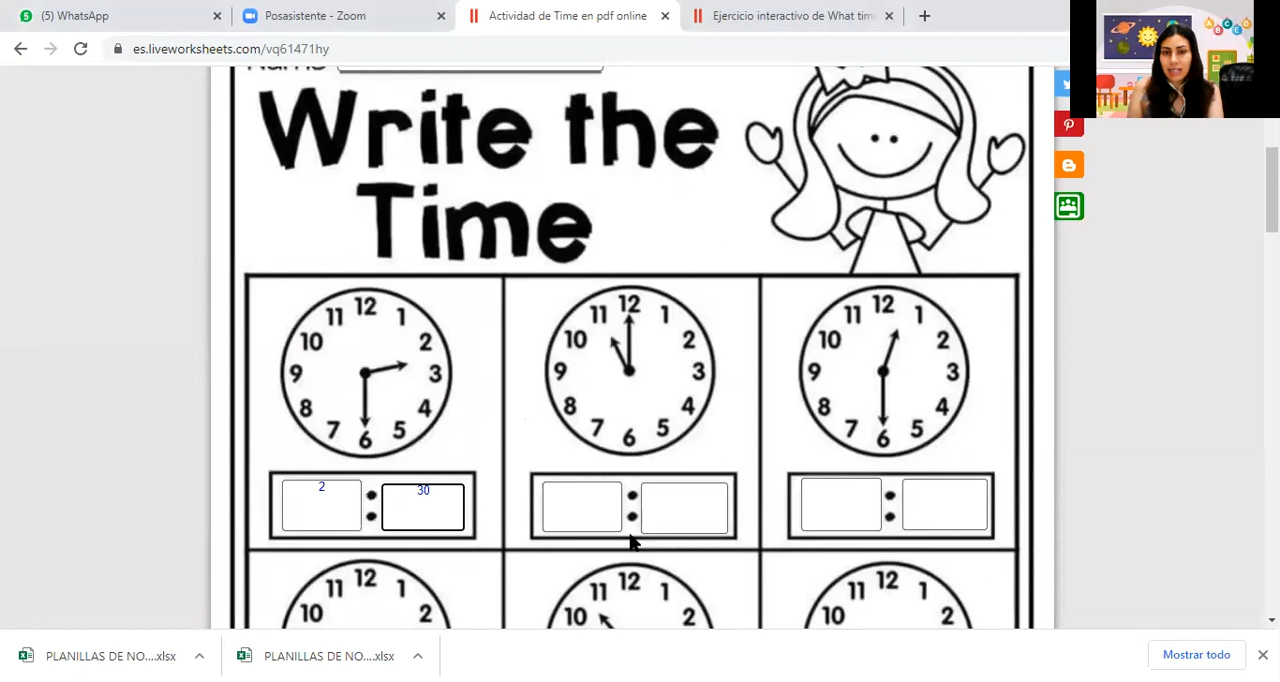 (5) WhatsApp
Posasistente - Zoom
Actividad de Time en pdf online
Ejercicio interactivo de What tim
es.liveworksheets.com/vq61471hy
Name
Write the
Time
12 1 2 3 4 5 6 7 8 9 10 11
12 1 2 3 4 5 6 7 8 9 10 11
12 1 2 3 4 5 6 7 8 9 10 11
2 : 30
:
:
10 11 12 1 2
10 11 12 1 2
10 11 12 1 2
PLANILLAS DE NO....xlsx
PLANILLAS DE NO....xlsx
Mostrar todo
A B C D E